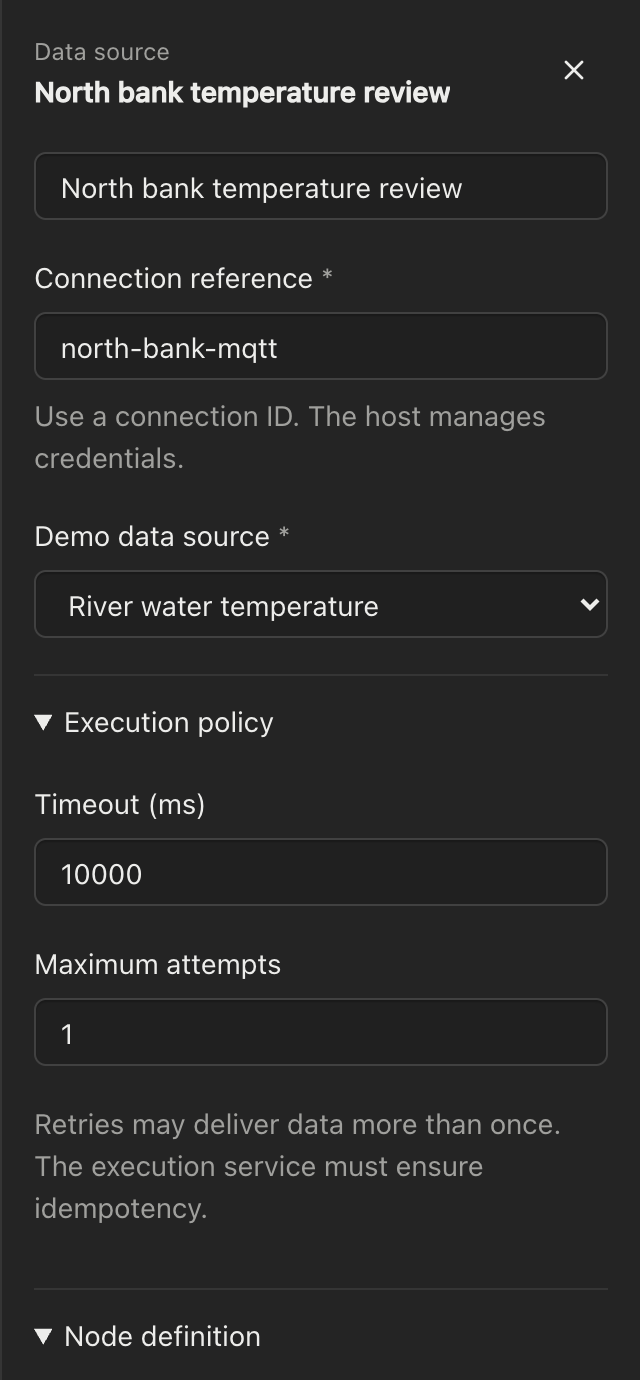 Data source
North bank temperature review
North bank temperature review
Connection reference *
north-bank-mqtt
Use a connection ID. The host manages
credentials.
Demo data source *
River water temperature
Execution policy
Timeout (ms)
10000
Maximum attempts
1
Retries may deliver data more than once.
The execution service must ensure
idempotency.
Node definition